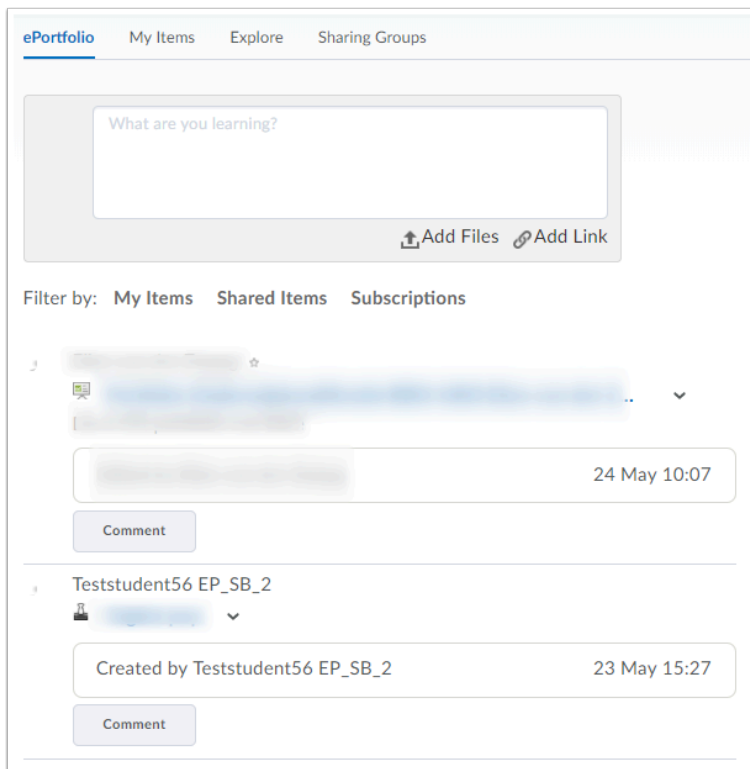 ePortfolio My Items Explore Sharing Groups
What are you learning?
Add Files Add Link
Filter by: My Items Shared Items Subscriptions
...
24 May 10:07
Comment
Teststudent56 EP_SB_2
Created by Teststudent56 EP_SB_2 23 May 15:27
Comment